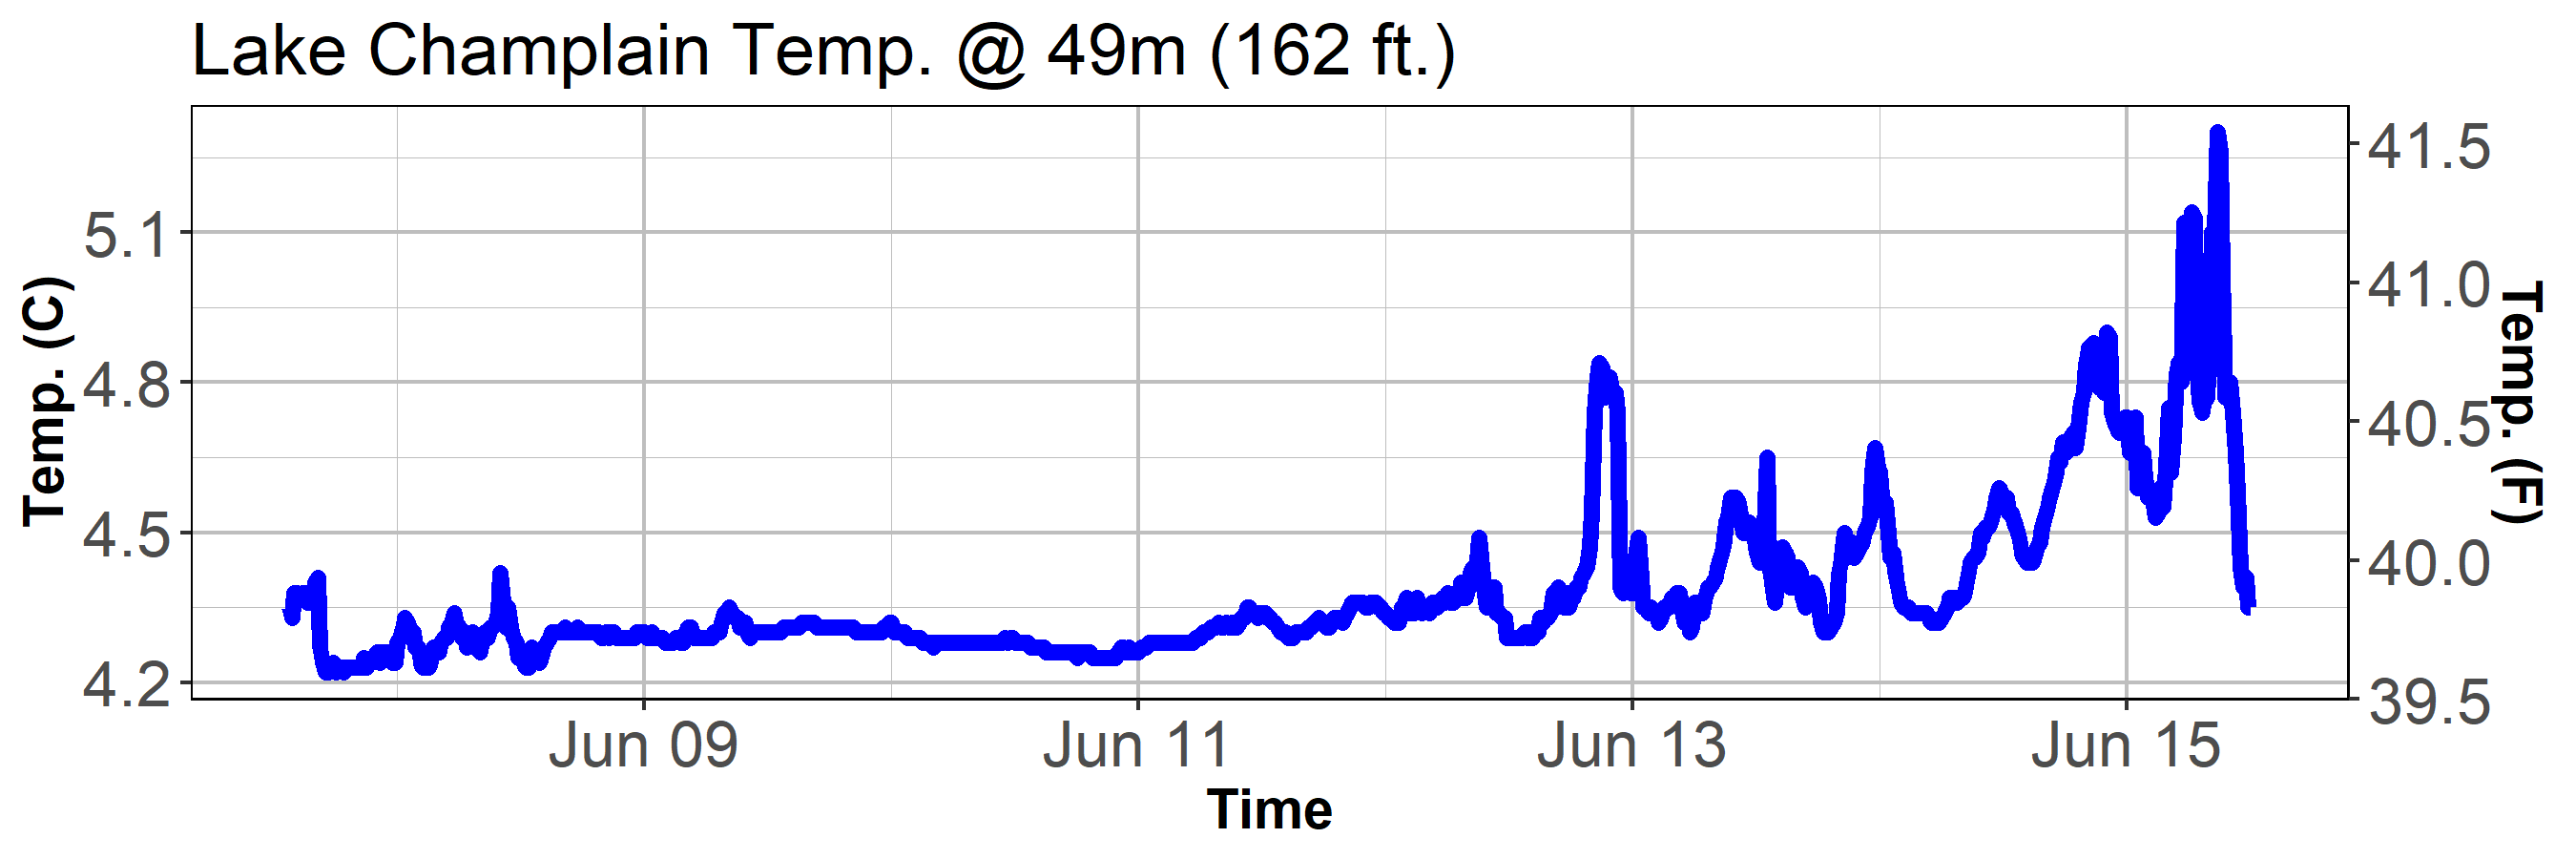 Lake Champlain Temp. @ 49m (162 ft.)
Temp. (C)
5.1
4.8
4.5
4.2
41.5
41.0
40.5
40.0
39.5
Temp. (F)
Jun 09 Jun 11 Jun 13 Jun 15
Time